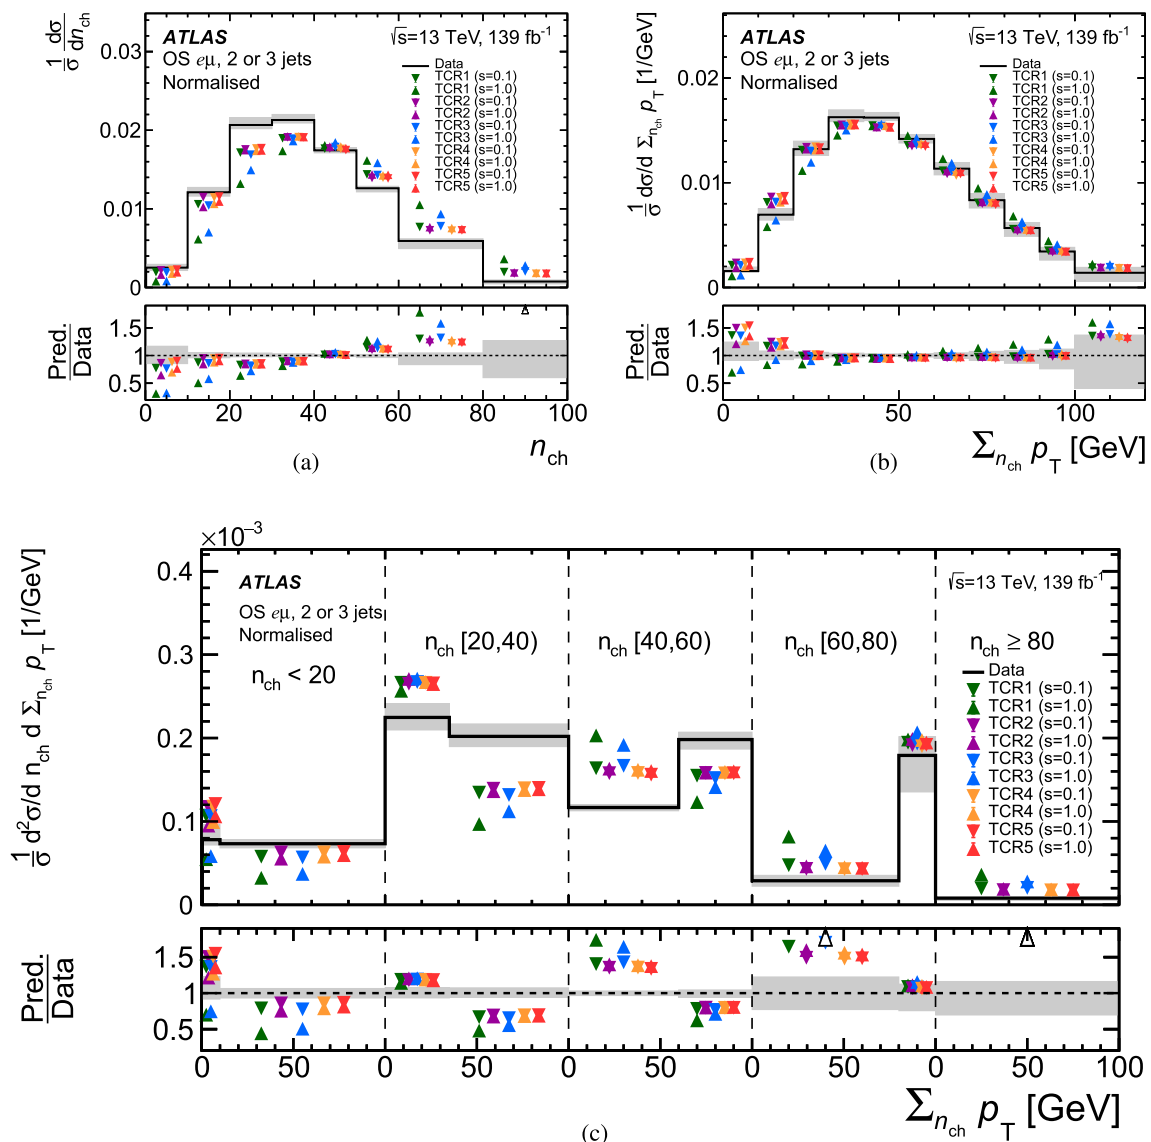 1/σ dσ/dn_ch
0.03
0.02
0.01
0
ATLAS
√s=13 TeV, 139 fb⁻¹
OS eμ, 2 or 3 jets
Normalised
Data
TCR1 (s=0.1)
TCR1 (s=1.0)
TCR2 (s=0.1)
TCR2 (s=1.0)
TCR3 (s=0.1)
TCR3 (s=1.0)
TCR4 (s=0.1)
TCR4 (s=1.0)
TCR5 (s=0.1)
TCR5 (s=1.0)
Pred./Data
1.5
1
0.5
0 20 40 60 80 100
n_ch
(a)
1/σ dσ/d Σ_{n_ch} p_T [1/GeV]
0.02
0.01
0
ATLAS
√s=13 TeV, 139 fb⁻¹
OS eμ, 2 or 3 jets
Normalised
Data
TCR1 (s=0.1)
TCR1 (s=1.0)
TCR2 (s=0.1)
TCR2 (s=1.0)
TCR3 (s=0.1)
TCR3 (s=1.0)
TCR4 (s=0.1)
TCR4 (s=1.0)
TCR5 (s=0.1)
TCR5 (s=1.0)
Pred./Data
1.5
1
0.5
0 50 100
Σ_{n_ch} p_T [GeV]
(b)
×10⁻³
1/σ d²σ/d n_ch d Σ_{n_ch} p_T [1/GeV]
0.4
0.3
0.2
0.1
0
ATLAS
√s=13 TeV, 139 fb⁻¹
OS eμ, 2 or 3 jets
Normalised
n_ch < 20
n_ch [20,40)
n_ch [40,60)
n_ch [60,80)
n_ch ≥ 80
Data
TCR1 (s=0.1)
TCR1 (s=1.0)
TCR2 (s=0.1)
TCR2 (s=1.0)
TCR3 (s=0.1)
TCR3 (s=1.0)
TCR4 (s=0.1)
TCR4 (s=1.0)
TCR5 (s=0.1)
TCR5 (s=1.0)
Pred./Data
1.5
1
0.5
0 50 0 50 0 50 0 50 0 50 100
Σ_{n_ch} p_T [GeV]
(c)